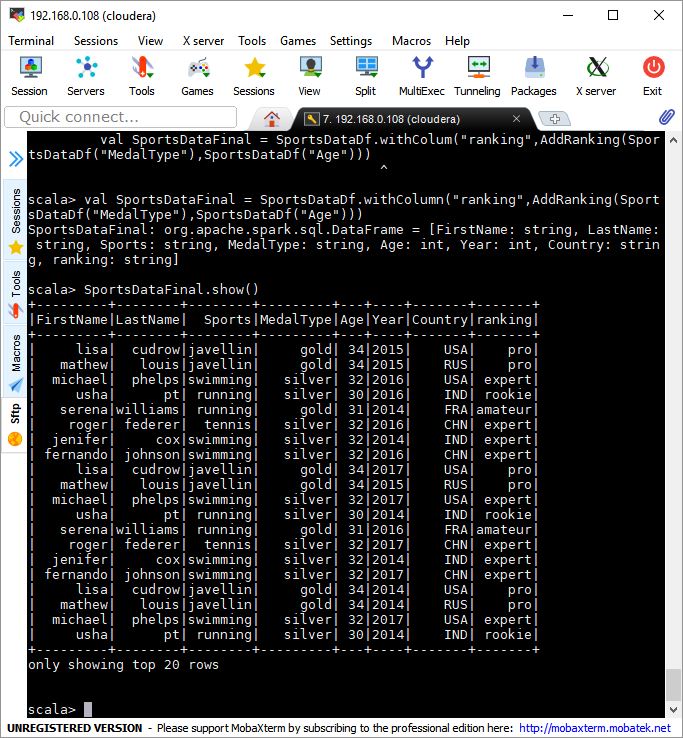 192.168.0.108 (cloudera)
Terminal Sessions View X server Tools Games Settings Macros Help
Session Servers Tools Games Sessions View Split MultiExec Tunneling Packages X server Exit
Quick connect...
7. 192.168.0.108 (cloudera)
Sessions
Tools
Macros
Sftp
         val SportsDataFinal = SportsDataDf.withColum("ranking",AddRanking(Spor
tsDataDf("MedalType"),SportsDataDf("Age")))
                                            ^
scala> val SportsDataFinal = SportsDataDf.withColumn("ranking",AddRanking(Sport
sDataDf("MedalType"),SportsDataDf("Age")))
SportsDataFinal: org.apache.spark.sql.DataFrame = [FirstName: string, LastName:
 string, Sports: string, MedalType: string, Age: int, Year: int, Country: strin
g, ranking: string]
scala> SportsDataFinal.show()
+---------+--------+--------+---------+---+----+-------+-------+
|FirstName|LastName|  Sports|MedalType|Age|Year|Country|ranking|
+---------+--------+--------+---------+---+----+-------+-------+
|     lisa|  cudrow|javellin|     gold| 34|2015|    USA|    pro|
|   mathew|   louis|javellin|     gold| 34|2015|    RUS|    pro|
|  michael|  phelps|swimming|   silver| 32|2016|    USA| expert|
|     usha|      pt| running|   silver| 30|2016|    IND| rookie|
|   serena|williams| running|     gold| 31|2014|    FRA|amateur|
|    roger| federer|  tennis|   silver| 32|2016|    CHN| expert|
|  jenifer|     cox|swimming|   silver| 32|2014|    IND| expert|
| fernando| johnson|swimming|   silver| 32|2016|    CHN| expert|
|     lisa|  cudrow|javellin|     gold| 34|2017|    USA|    pro|
|   mathew|   louis|javellin|     gold| 34|2015|    RUS|    pro|
|  michael|  phelps|swimming|   silver| 32|2017|    USA| expert|
|     usha|      pt| running|   silver| 30|2014|    IND| rookie|
|   serena|williams| running|     gold| 31|2016|    FRA|amateur|
|    roger| federer|  tennis|   silver| 32|2017|    CHN| expert|
|  jenifer|     cox|swimming|   silver| 32|2014|    IND| expert|
| fernando| johnson|swimming|   silver| 32|2017|    CHN| expert|
|     lisa|  cudrow|javellin|     gold| 34|2014|    USA|    pro|
|   mathew|   louis|javellin|     gold| 34|2014|    RUS|    pro|
|  michael|  phelps|swimming|   silver| 32|2017|    USA| expert|
|     usha|      pt| running|   silver| 30|2014|    IND| rookie|
+---------+--------+--------+---------+---+----+-------+-------+
only showing top 20 rows
scala>
UNREGISTERED VERSION - Please support MobaXterm by subscribing to the professional edition here: http://mobaxterm.mobatek.net